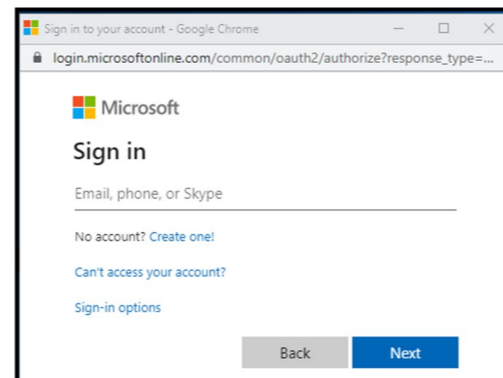 Sign in to your account - Google Chrome
login.microsoftonline.com/common/oauth2/authorize?response_type=...
Microsoft
Sign in
Email, phone, or Skype
No account? Create one!
Can't access your account?
Sign-in options
Back Next